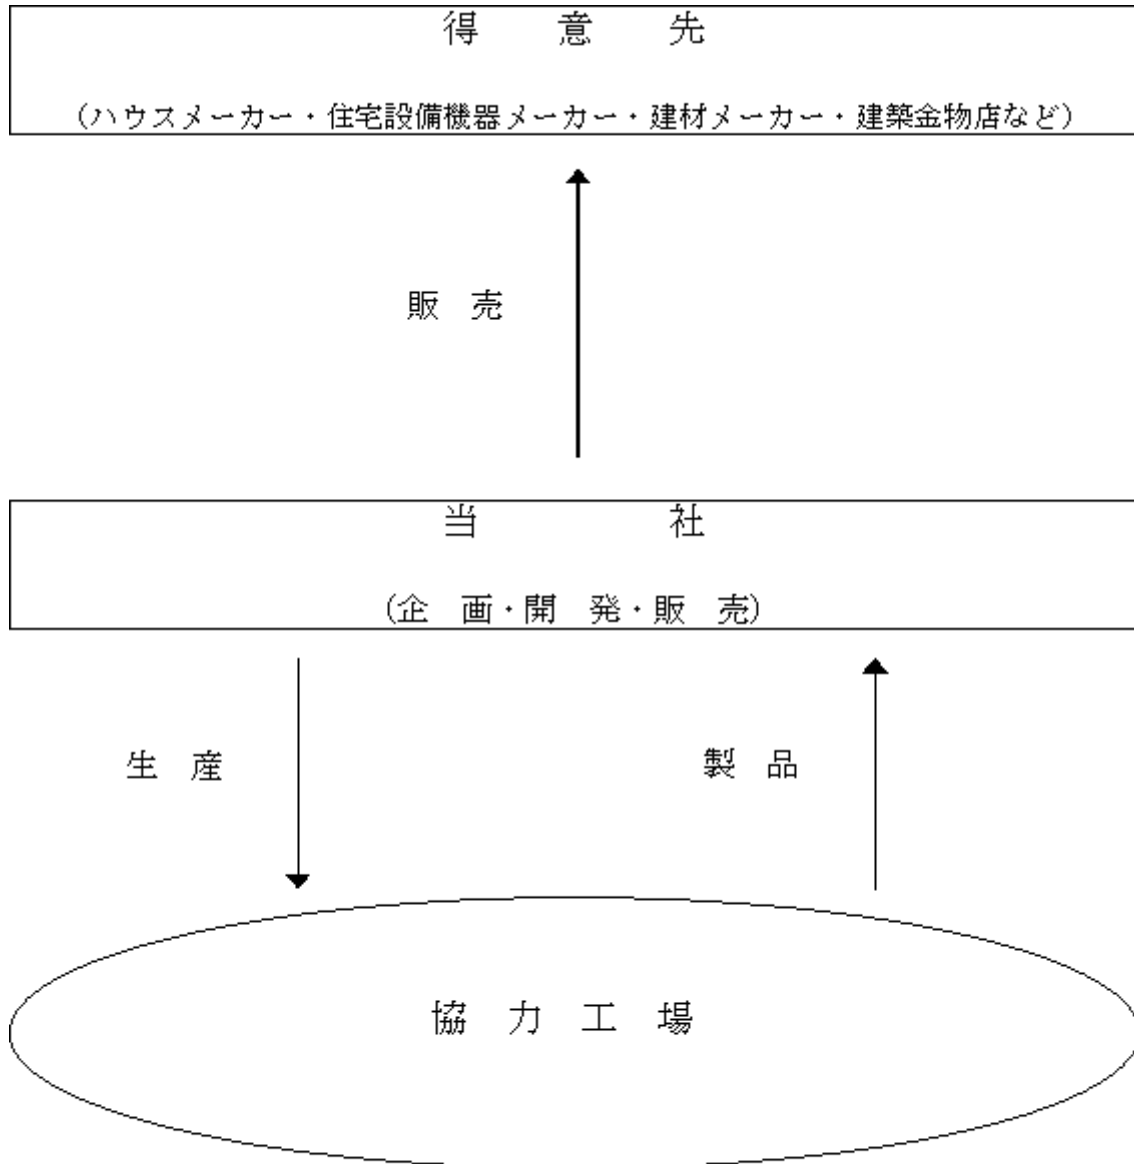 得　意　先
（ハウスメーカー・住宅設備機器メーカー・建材メーカー・建築金物店など）
販　売
当　　社
（企　画・開　発・販　売）
生　産
製　品
協　力　工　場